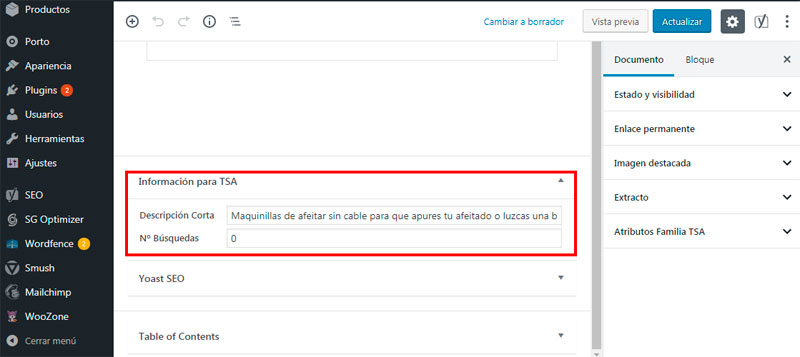 Productos
Porto
Apariencia
Plugins 2
Usuarios
Herramientas
Ajustes
SEO
SG Optimizer
Wordfence 2
Smush
Mailchimp
WooZone
Cerrar menú
Cambiar a borrador
Vista previa
Actualizar
Información para TSA
Descripción Corta
Maquinillas de afeitar sin cable para que apures tu afeitado o luzcas una b
Nº Búsquedas
0
Yoast SEO
Table of Contents
Documento
Bloque
Estado y visibilidad
Enlace permanente
Imagen destacada
Extracto
Atributos Familia TSA